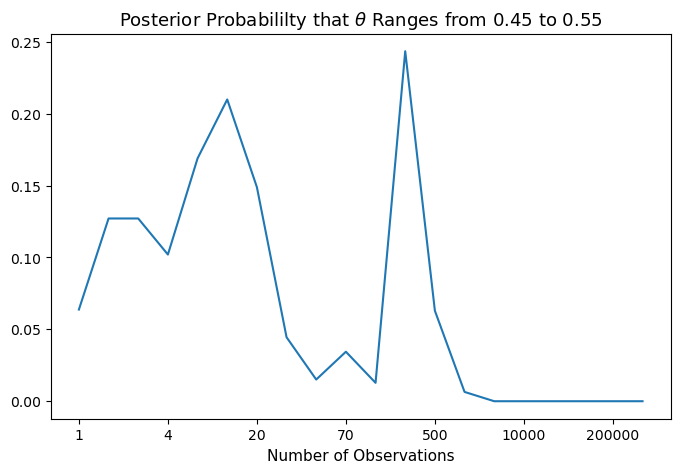 Posterior Probabililty that θ Ranges from 0.45 to 0.55
0.25
0.20
0.15
0.10
0.05
0.00
1 4 20 70 500 10000 200000
Number of Observations